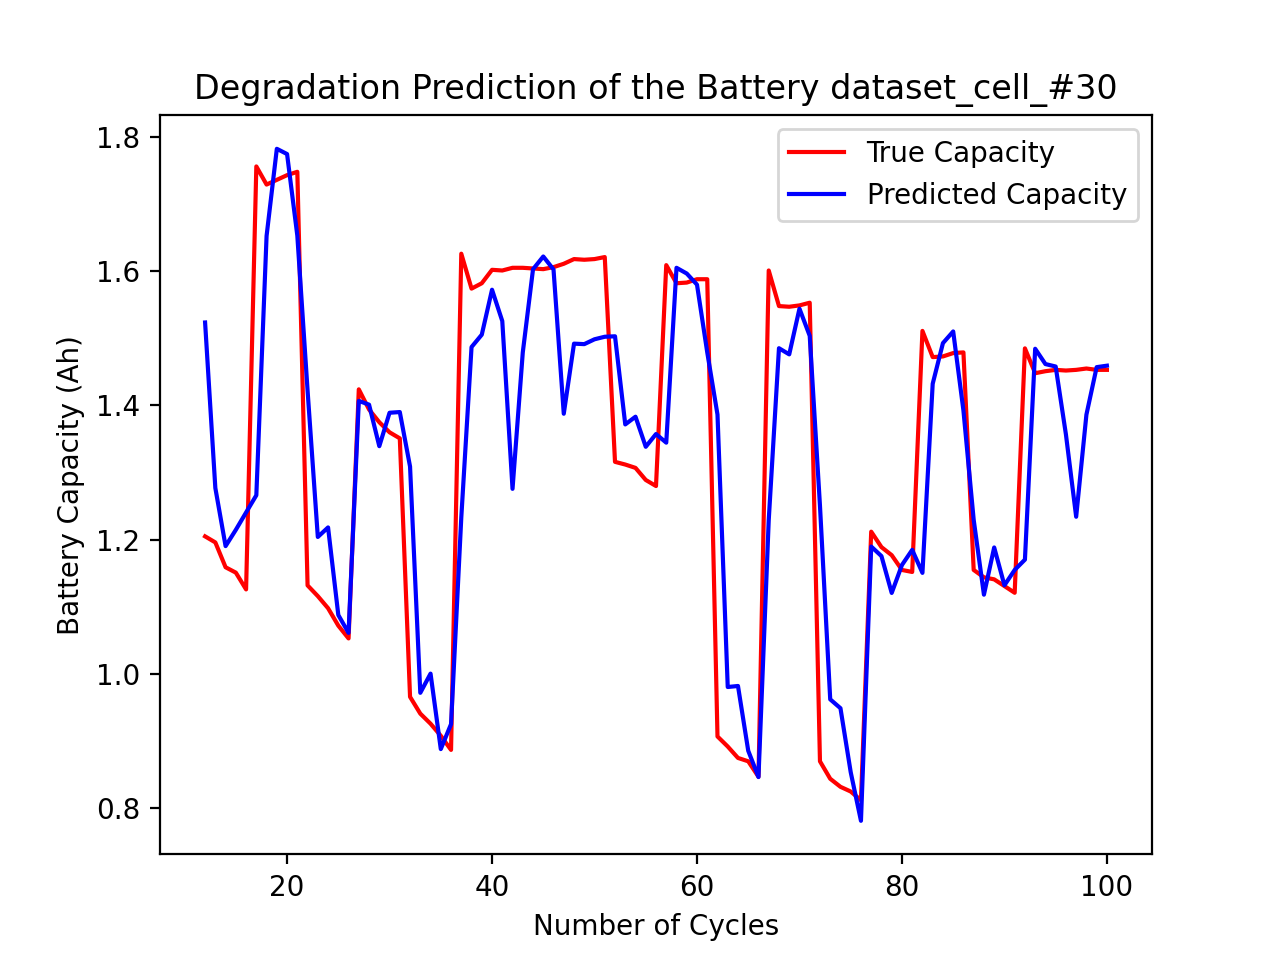 Degradation Prediction of the Battery dataset_cell_#30
True Capacity
Predicted Capacity
Battery Capacity (Ah)
1.8
1.6
1.4
1.2
1.0
0.8
20 40 60 80 100
Number of Cycles